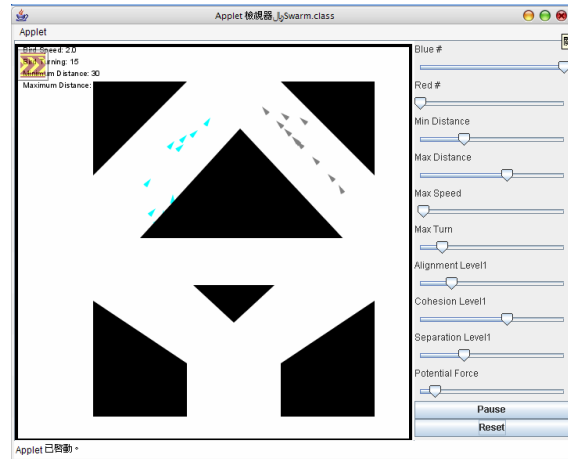 Applet 檢視器: Swarm.class
Applet
Bird Speed: 2.0
Turning: 15
Minimum Distance: 30
Maximum Distance:
Blue #
Red #
Min Distance
Max Distance
Max Speed
Max Turn
Alignment Level1
Cohesion Level1
Separation Level1
Potential Force
Pause
Reset
Applet 已啟動。